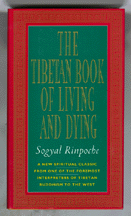 THE
TIBETAN BOOK
OF LIVING
AND DYING
Sogyal Rinpoche
A NEW SPIRITUAL CLASSIC
FROM ONE OF THE FOREMOST
INTERPRETERS OF TIBETAN
BUDDHISM TO THE WEST